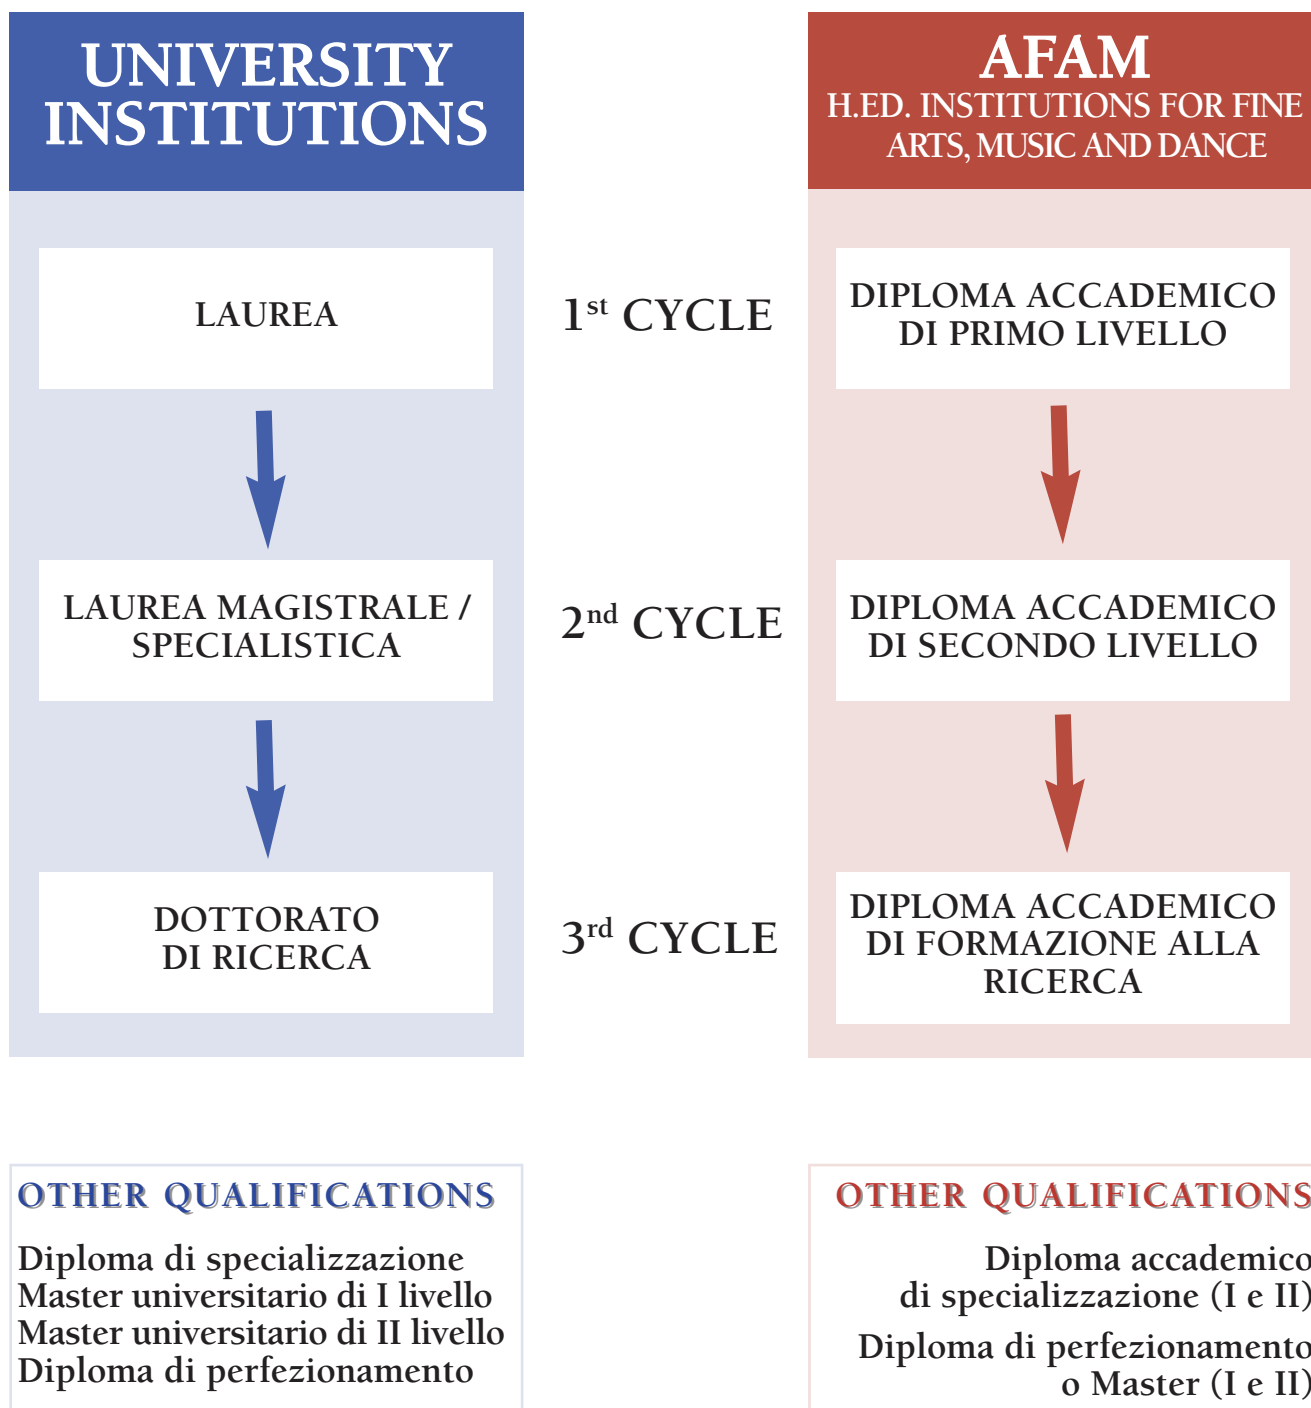 UNIVERSITY
INSTITUTIONS
AFAM
H.ED. INSTITUTIONS FOR FINE
ARTS, MUSIC AND DANCE
LAUREA
1st CYCLE
DIPLOMA ACCADEMICO
DI PRIMO LIVELLO
LAUREA MAGISTRALE /
SPECIALISTICA
2nd CYCLE
DIPLOMA ACCADEMICO
DI SECONDO LIVELLO
DOTTORATO
DI RICERCA
3rd CYCLE
DIPLOMA ACCADEMICO
DI FORMAZIONE ALLA
RICERCA
OTHER QUALIFICATIONS
Diploma di specializzazione
Master universitario di I livello
Master universitario di II livello
Diploma di perfezionamento
OTHER QUALIFICATIONS
Diploma accademico
di specializzazione (I e II)
Diploma di perfezionamento
o Master (I e II)